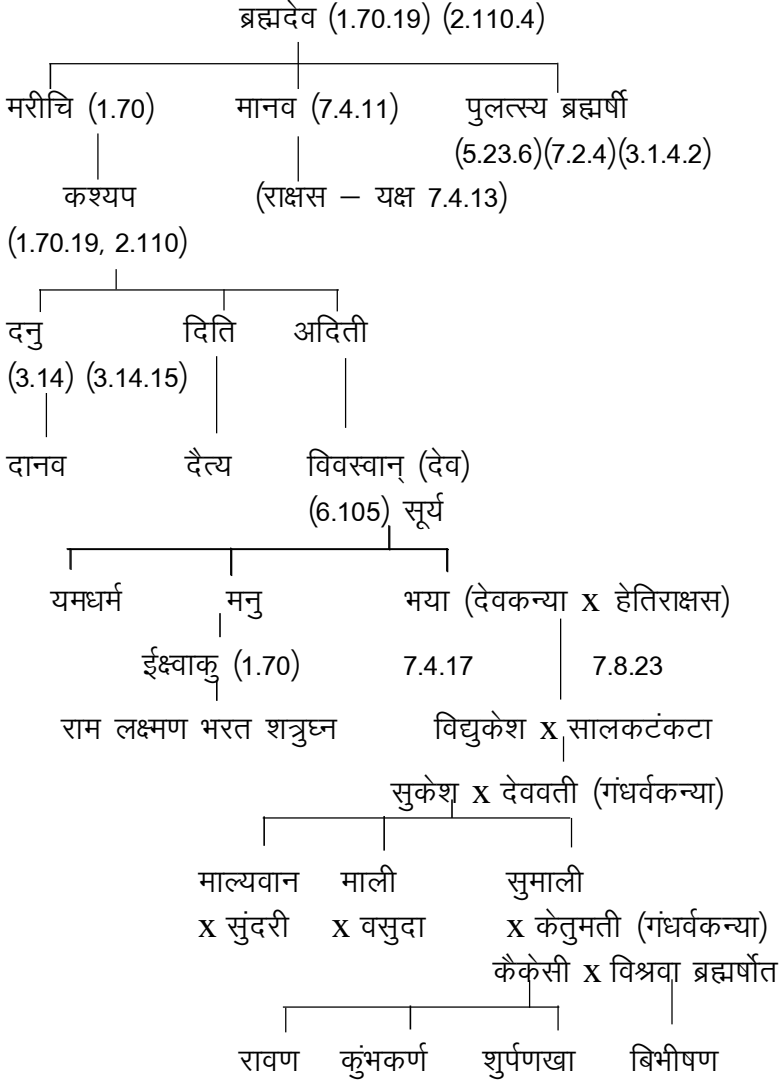 ब्रह्मदेव (1.70.19) (2.110.4)
मरीचि (1.70) मानव (7.4.11) पुलत्स्य ब्रह्मर्षी
(5.23.6)(7.2.4)(3.1.4.2)
कश्यप (राक्षस – यक्ष 7.4.13)
(1.70.19, 2.110)
दनु दिति अदिती
(3.14) (3.14.15)
दानव दैत्य विवस्वान् (देव)
(6.105) सूर्य
यमधर्म मनु भया (देवकन्या x हेतिराक्षस)
ईक्ष्वाकु (1.70) 7.4.17 7.8.23
राम लक्ष्मण भरत शत्रुघ्न विद्युकेश x सालकटंकटा
सुकेश x देववती (गंधर्वकन्या)
माल्यवान माली सुमाली
x सुंदरी x वसुदा x केतुमती (गंधर्वकन्या)
कैकेसी x विश्रवा ब्रह्मर्षोत
रावण कुंभकर्ण शुर्पणखा बिभीषण